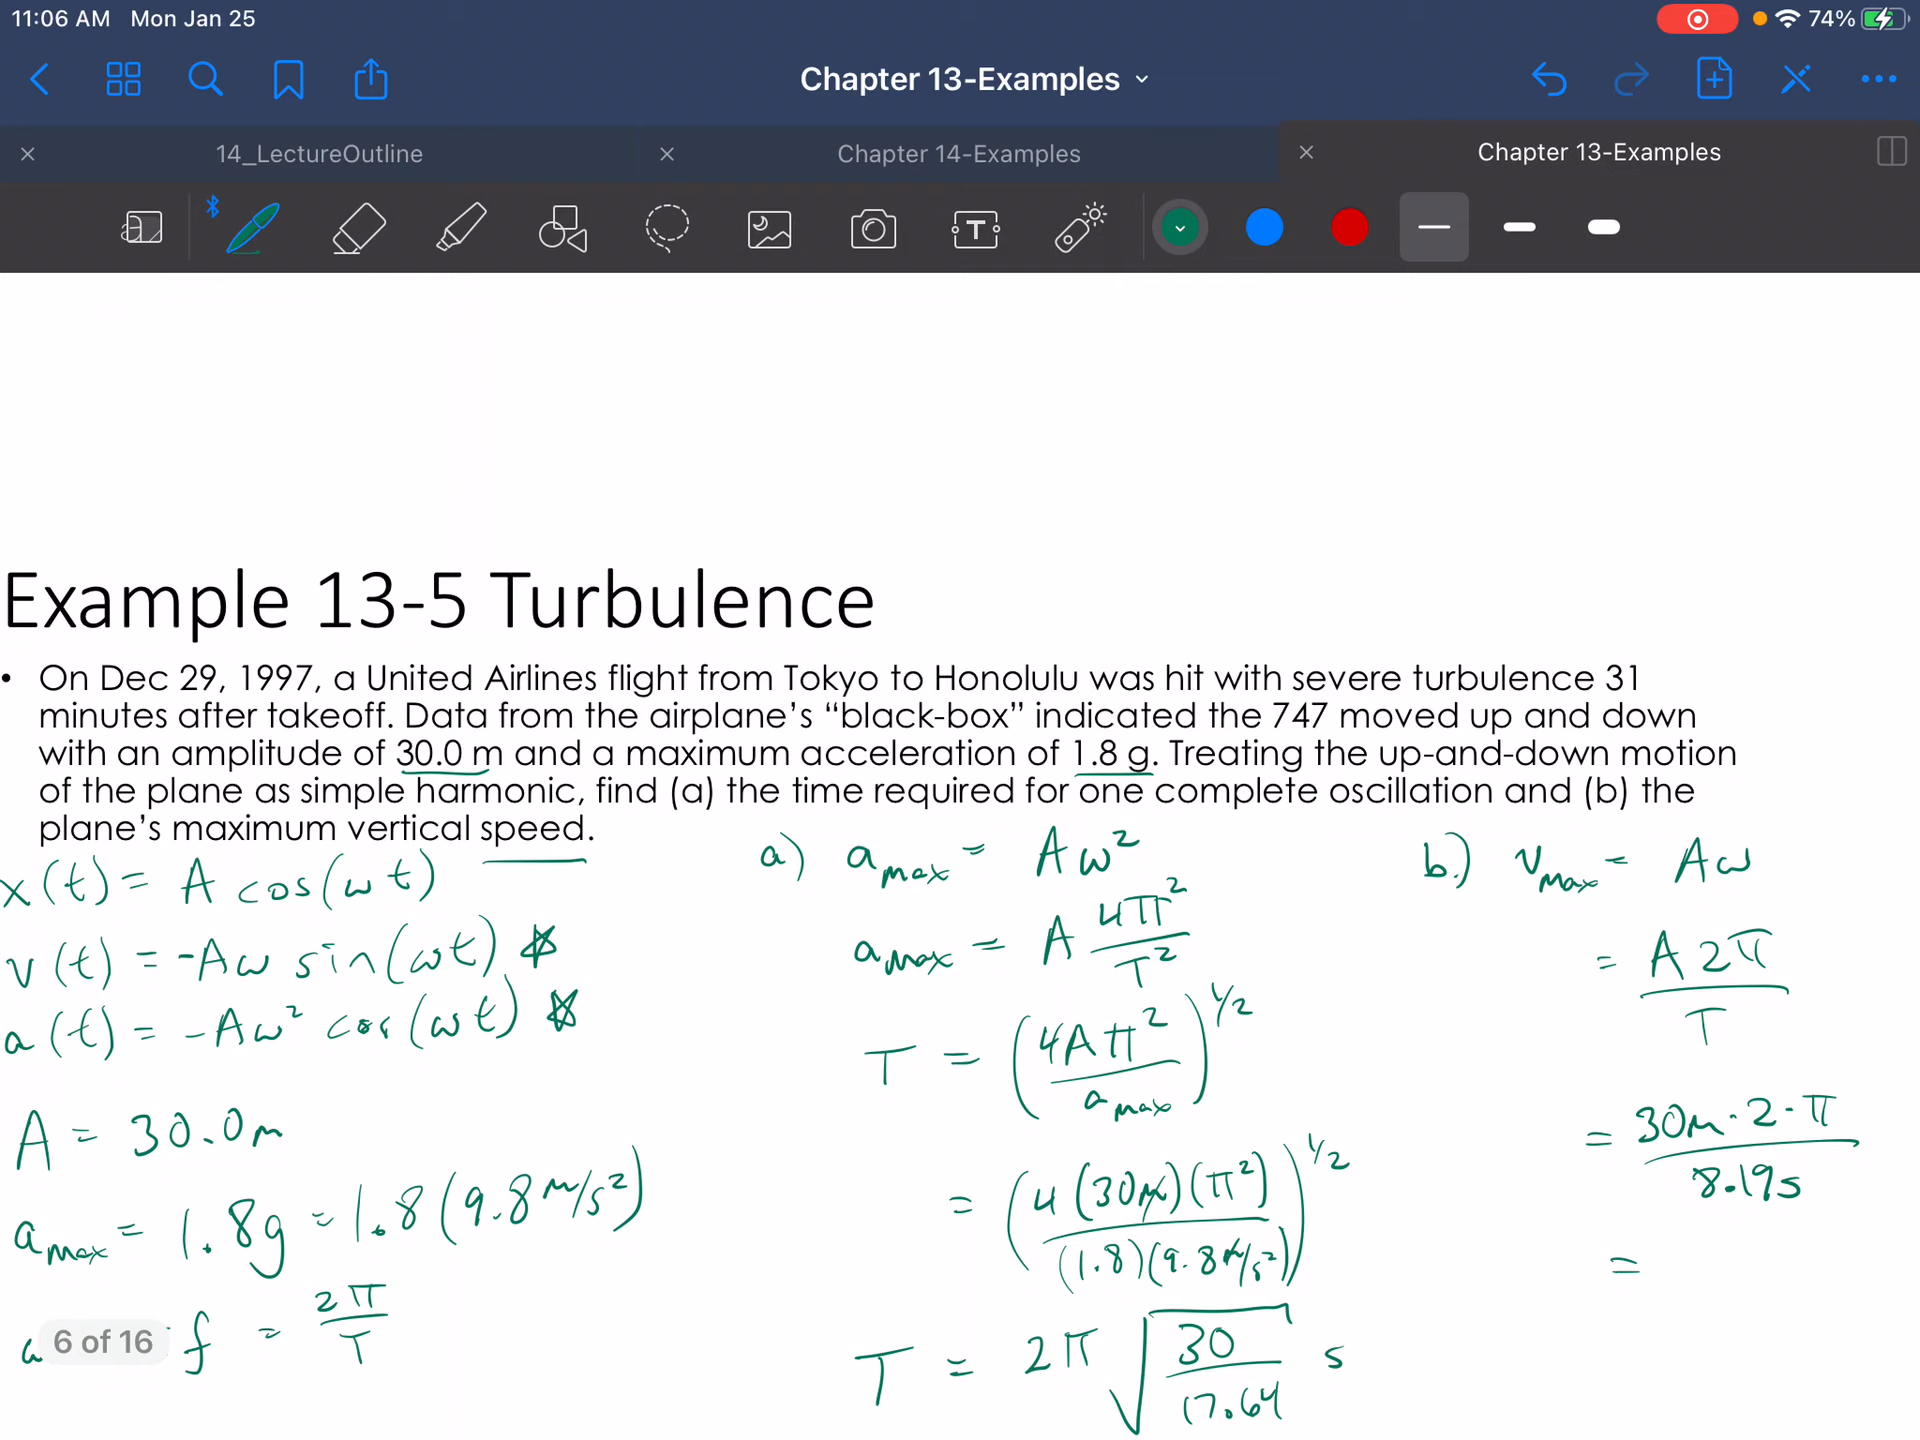 11:06 AM Mon Jan 25
74%
Chapter 13-Examples
14_LectureOutline
Chapter 14-Examples
Chapter 13-Examples
T
Example 13-5 Turbulence
• On Dec 29, 1997, a United Airlines flight from Tokyo to Honolulu was hit with severe turbulence 31
minutes after takeoff. Data from the airplane’s “black-box” indicated the 747 moved up and down
with an amplitude of 30.0 m and a maximum acceleration of 1.8 g. Treating the up-and-down motion
of the plane as simple harmonic, find (a) the time required for one complete oscillation and (b) the
plane’s maximum vertical speed.
x(t) = A cos(ωt)
v(t) = -Aω sin(ωt) ☆
a(t) = -Aω² cos(ωt) ☆
A = 30.0m
a max = 1.8g = 1.8(9.8 m/s²)
f = 2π/T
6 of 16
a) a max = Aω²
a max = A 4π²/T²
T = (4Aπ²/a max)^1/2
= (4(30m)(π²)/(1.8)(9.8m/s²))^1/2
T = 2π √(30/17.64) s
b.) v max = Aω
= A2π/T
= 30m·2·π/8.19s
=